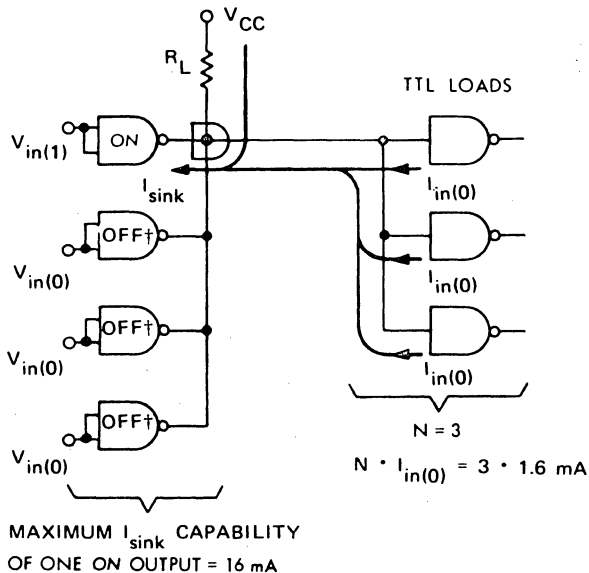 V CC
R L
TTL LOADS
V in(1)
ON
I sink
I in(0)
OFF†
V in(0)
I in(0)
OFF†
V in(0)
I in(0)
OFF†
V in(0)
N = 3
N • I in(0) = 3 • 1.6 mA
MAXIMUM I sink CAPABILITY
OF ONE ON OUTPUT = 16 mA